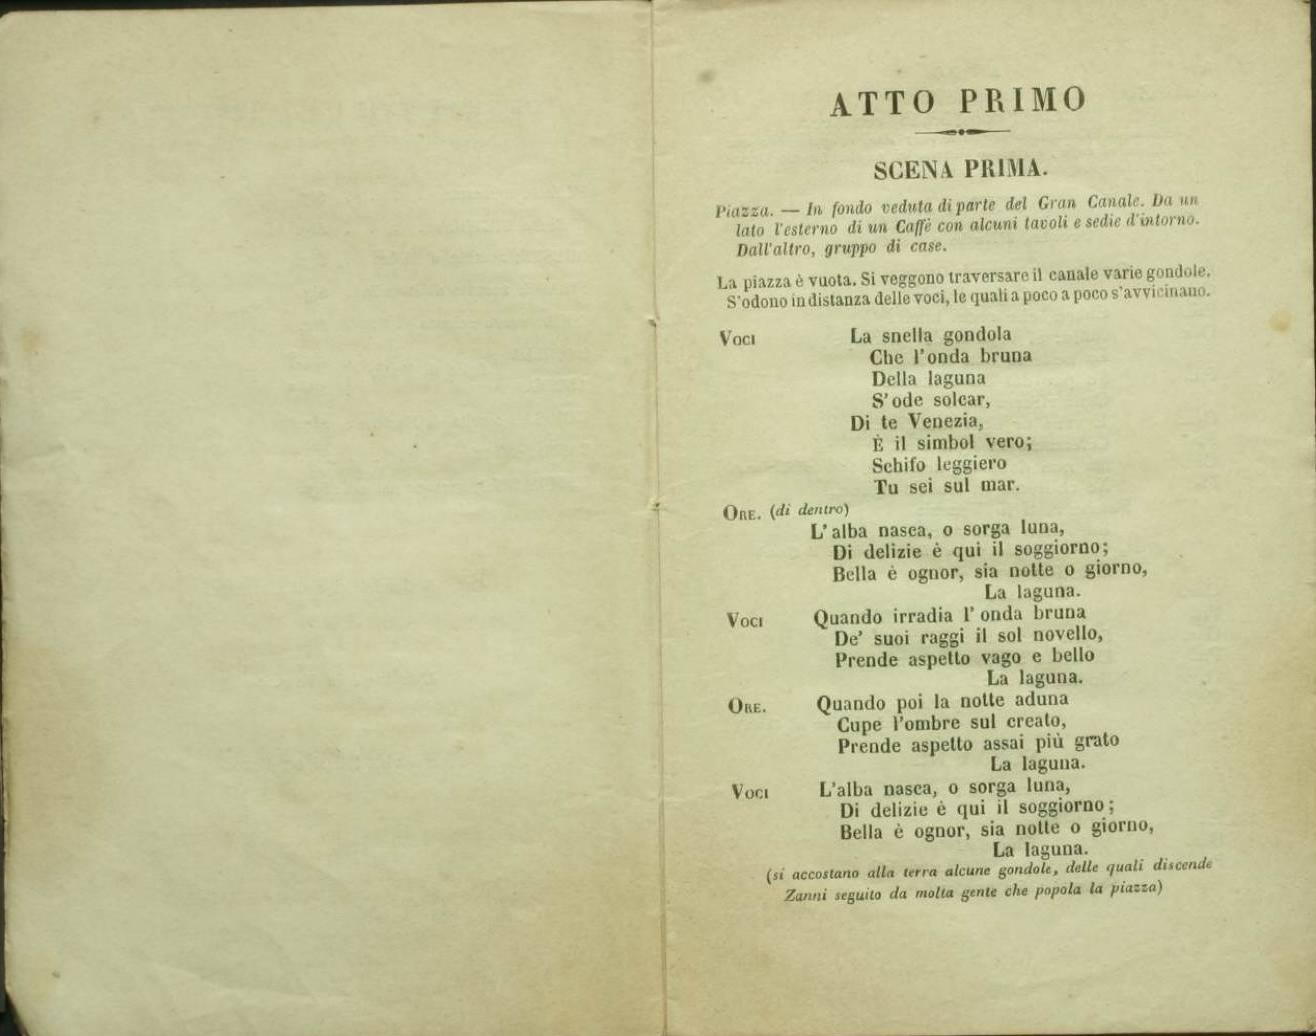 ATTO PRIMO
SCENA PRIMA.
Piazza. — In fondo veduta di parte del Gran Canale. Da un
lato l'esterno di un Caffè con alcuni tavoli e sedie d'intorno.
Dall'altro, gruppo di case.
La piazza è vuota. Si veggono traversare il canale varie gondole.
S'odono in distanza delle voci, le quali a poco a poco s'avvicinano.
Voci La snella gondola
Che l'onda bruna
Della laguna
S'ode solcar,
Di te Venezia,
È il simbol vero;
Schifo leggiero
Tu sei sul mar.
Ore. (di dentro)
L'alba nasca, o sorga luna,
Di delizie è qui il soggiorno;
Bella è ognor, sia notte o giorno,
La laguna.
Voci Quando irradia l'onda bruna
De' suoi raggi il sol novello,
Prende aspetto vago e bello
La laguna.
Ore. Quando poi la notte aduna
Cupe l'ombre sul creato,
Prende aspetto assai più grato
La laguna.
Voci L'alba nasca, o sorga luna,
Di delizie è qui il soggiorno;
Bella è ognor, sia notte o giorno,
La laguna.
(si accostano alla terra alcune gondole, delle quali discende
Zanni seguito da molta gente che popola la piazza)